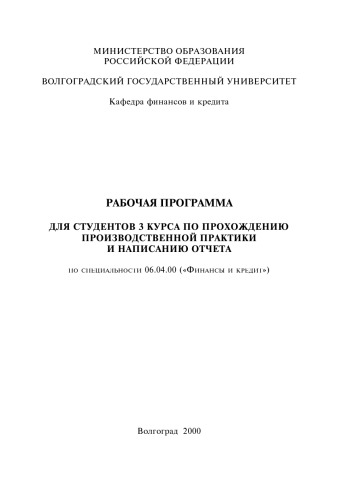 МИНИСТЕРСТВО ОБРАЗОВАНИЯ
РОССИЙСКОЙ ФЕДЕРАЦИИ
ВОЛГОГРАДСКИЙ ГОСУДАРСТВЕННЫЙ УНИВЕРСИТЕТ
Кафедра финансов и кредита
РАБОЧАЯ ПРОГРАММА
ДЛЯ СТУДЕНТОВ 3 КУРСА ПО ПРОХОЖДЕНИЮ
ПРОИЗВОДСТВЕННОЙ ПРАКТИКИ
И НАПИСАНИЮ ОТЧЕТА
по специальности 06.04.00 («Финансы и кредит»)
Волгоград 2000